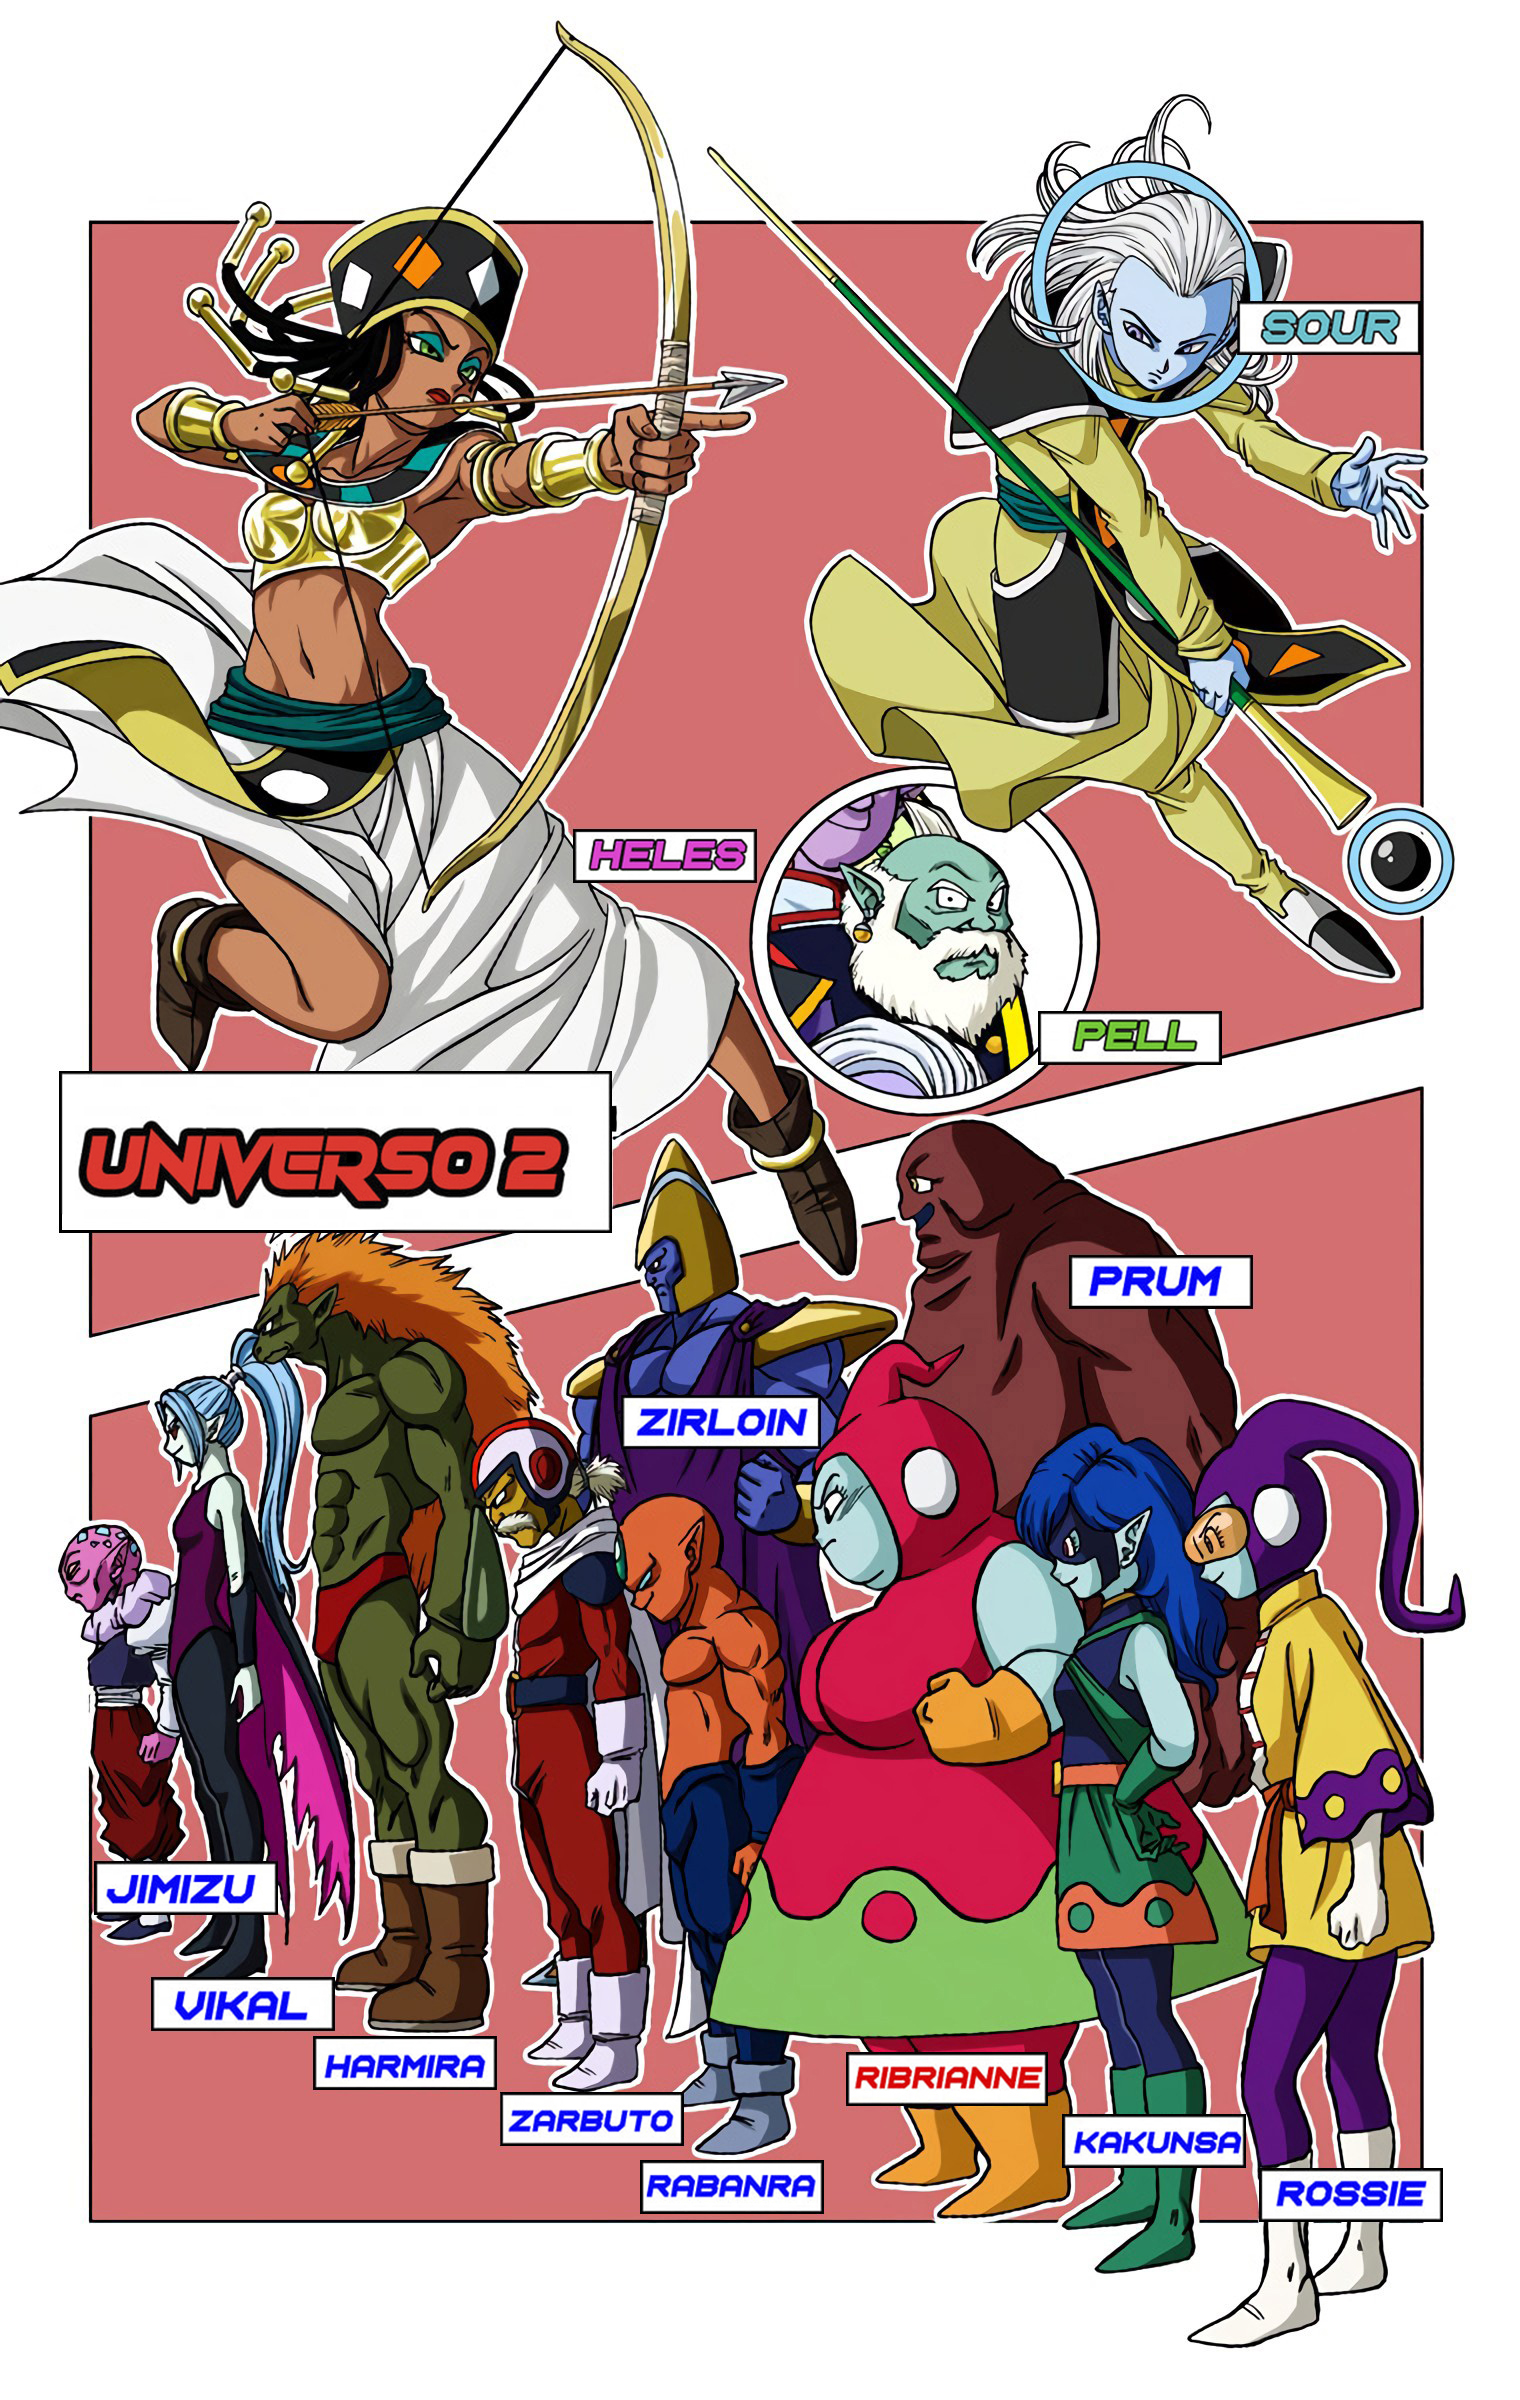 SOUR
HELES
PELL
UNIVERSO 2
PRUM
ZIRLOIN
JIMIZU
VIKAL
HARMIRA
RIBRIANNE
ZARBUTO
KAKUNSA
RABANRA
ROSSIE